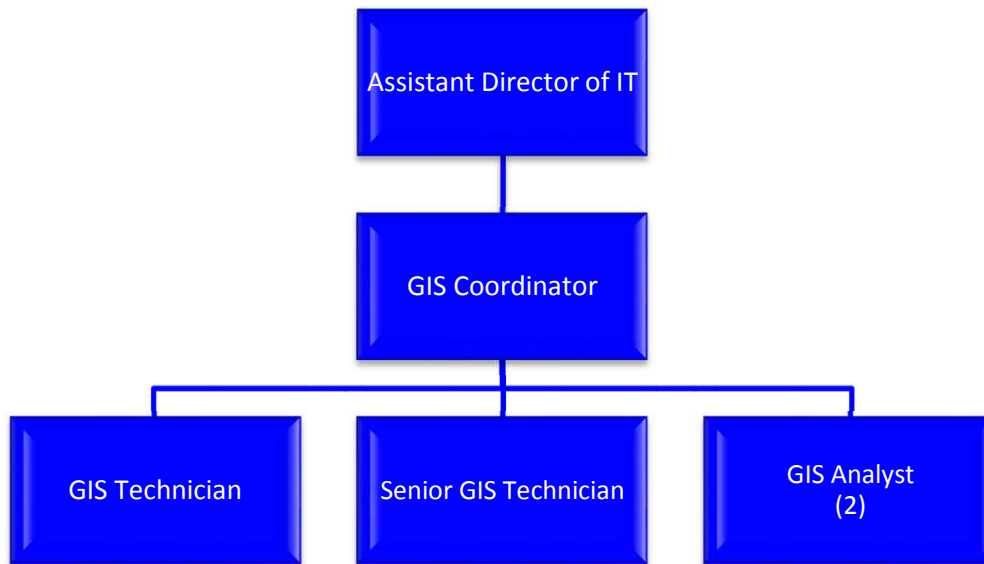 Assistant Director of IT
GIS Coordinator
GIS Technician
Senior GIS Technician
GIS Analyst
(2)